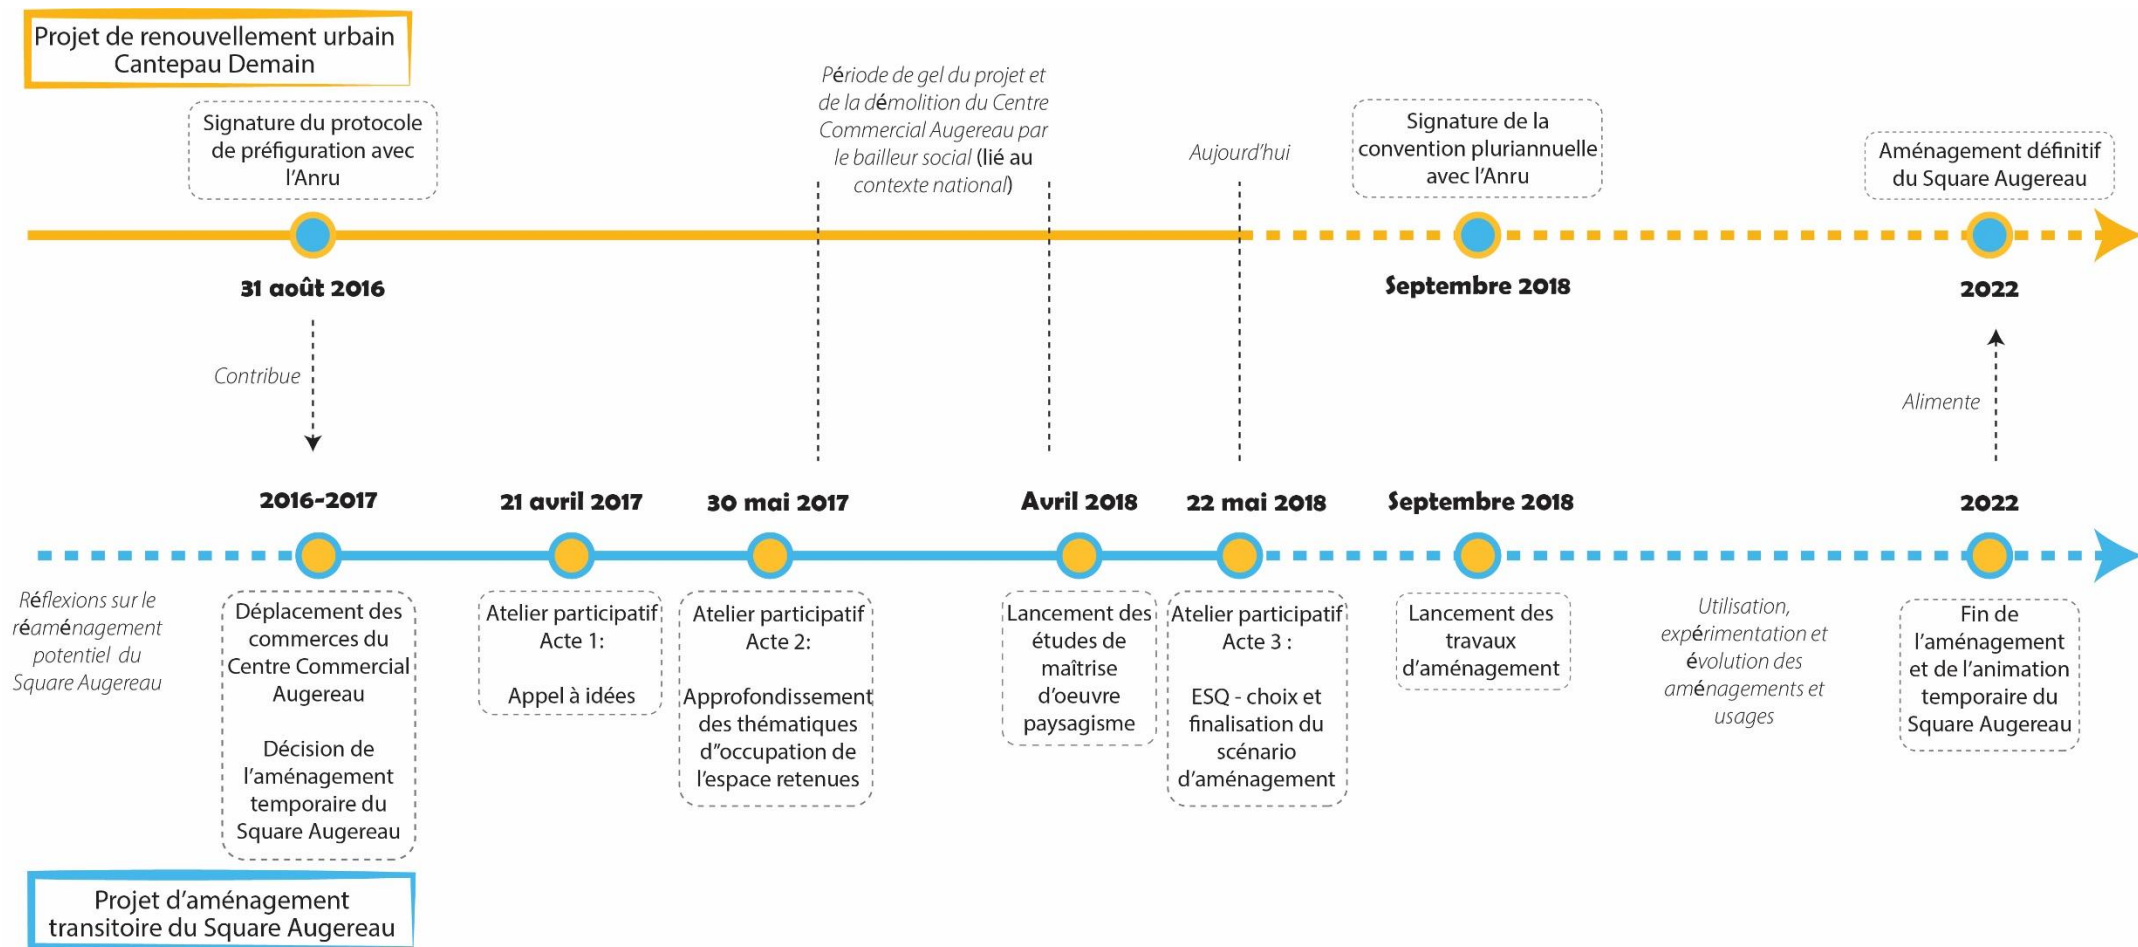 Projet de renouvellement urbain
Cantepau Demain
Signature du protocole
de préfiguration avec
l'Anru
Période de gel du projet et
de la démolition du Centre
Commercial Augereau par
le bailleur social (lié au
contexte national)
Aujourd'hui
Signature de la
convention pluriannuelle
avec l'Anru
Aménagement définitif
du Square Augereau
31 août 2016
Septembre 2018
2022
Contribue
Alimente
2016-2017
21 avril 2017
30 mai 2017
Avril 2018
22 mai 2018
Septembre 2018
2022
Réflexions sur le
réaménagement
potentiel du
Square Augereau
Déplacement des
commerces du
Centre Commercial
Augereau
Décision de
l'aménagement
temporaire du
Square Augereau
Atelier participatif
Acte 1:
Appel à idées
Atelier participatif
Acte 2:
Approfondissement
des thématiques
d"occupation de
l'espace retenues
Lancement des
études de
maîtrise
d'oeuvre
paysagisme
Atelier participatif
Acte 3 :
ESQ - choix et
finalisation du
scénario
d'aménagement
Lancement des
travaux
d'aménagement
Utilisation,
expérimentation et
évolution des
aménagements et
usages
Fin de
l'aménagement
et de l'animation
temporaire du
Square Augereau
Projet d'aménagement
transitoire du Square Augereau